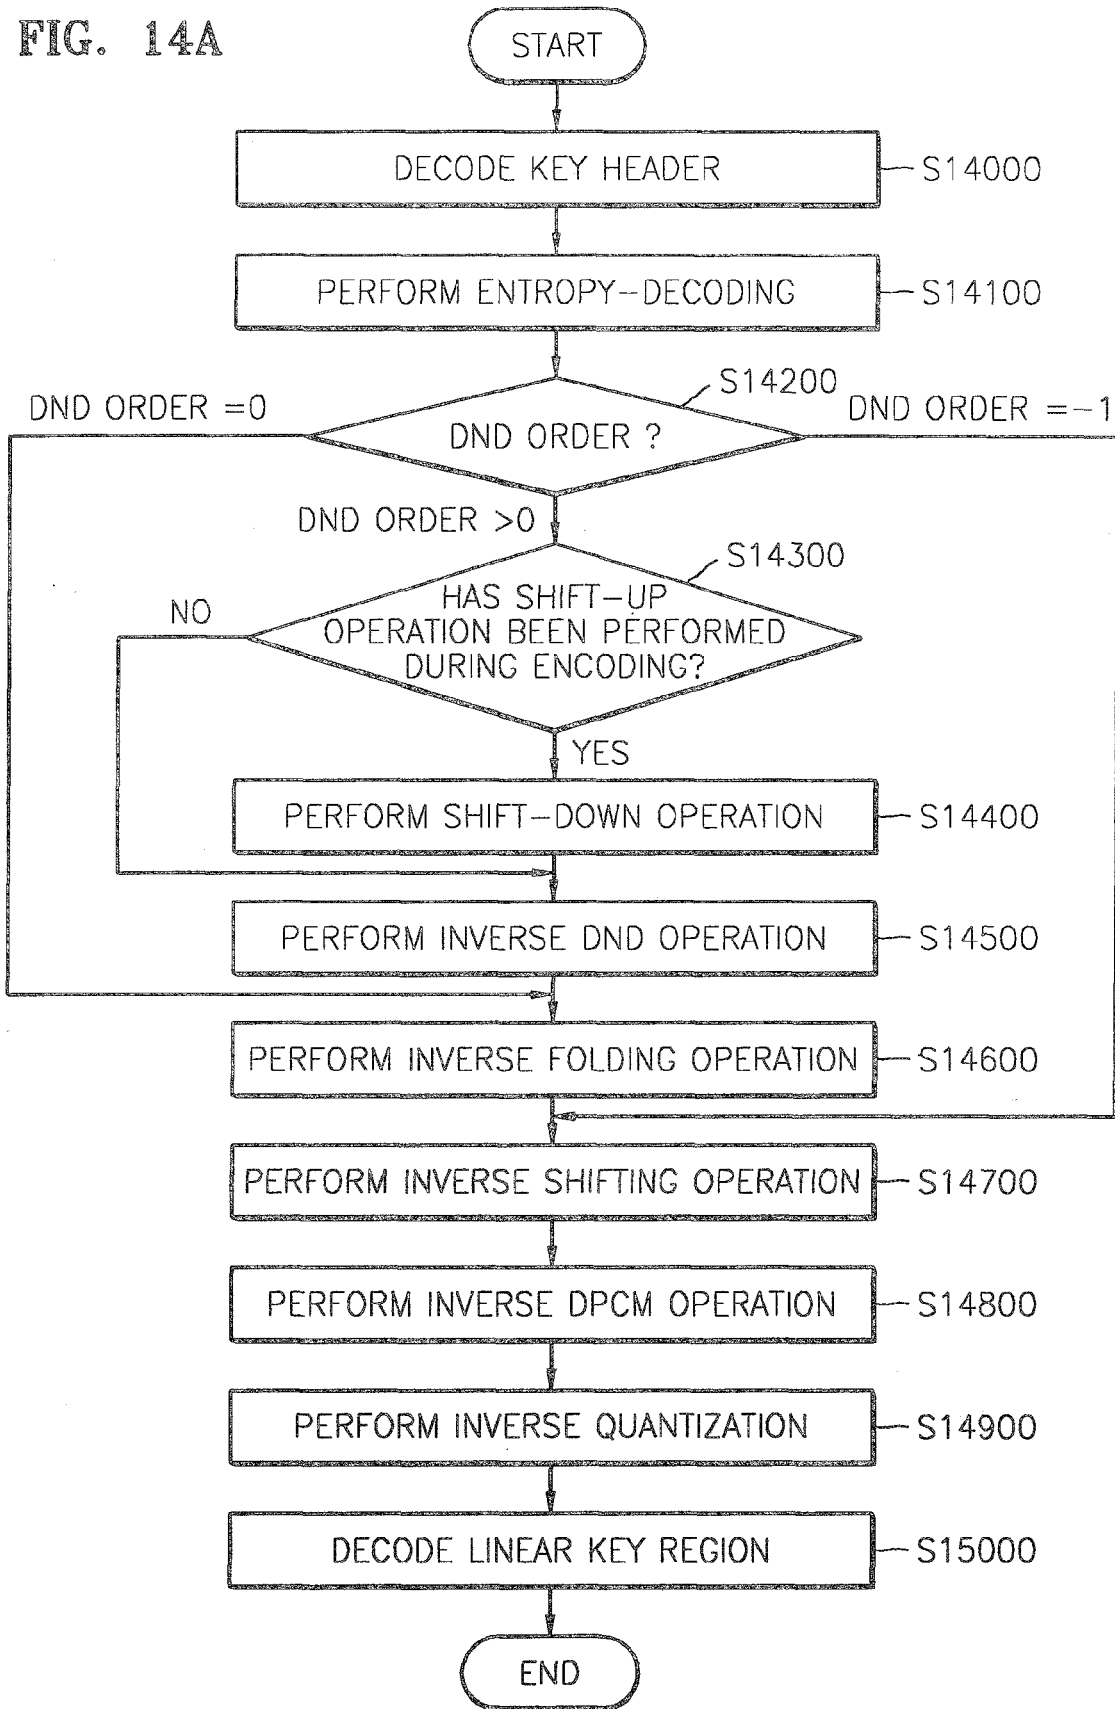 FIG. 14A
START
DECODE KEY HEADER
S14000
PERFORM ENTROPY-DECODING
S14100
S14200
DND ORDER =0
DND ORDER =-1
DND ORDER ?
DND ORDER >0
S14300
NO
HAS SHIFT-UP
OPERATION BEEN PERFORMED
DURING ENCODING?
YES
PERFORM SHIFT-DOWN OPERATION
S14400
PERFORM INVERSE DND OPERATION
S14500
PERFORM INVERSE FOLDING OPERATION
S14600
PERFORM INVERSE SHIFTING OPERATION
S14700
PERFORM INVERSE DPCM OPERATION
S14800
PERFORM INVERSE QUANTIZATION
S14900
DECODE LINEAR KEY REGION
S15000
END